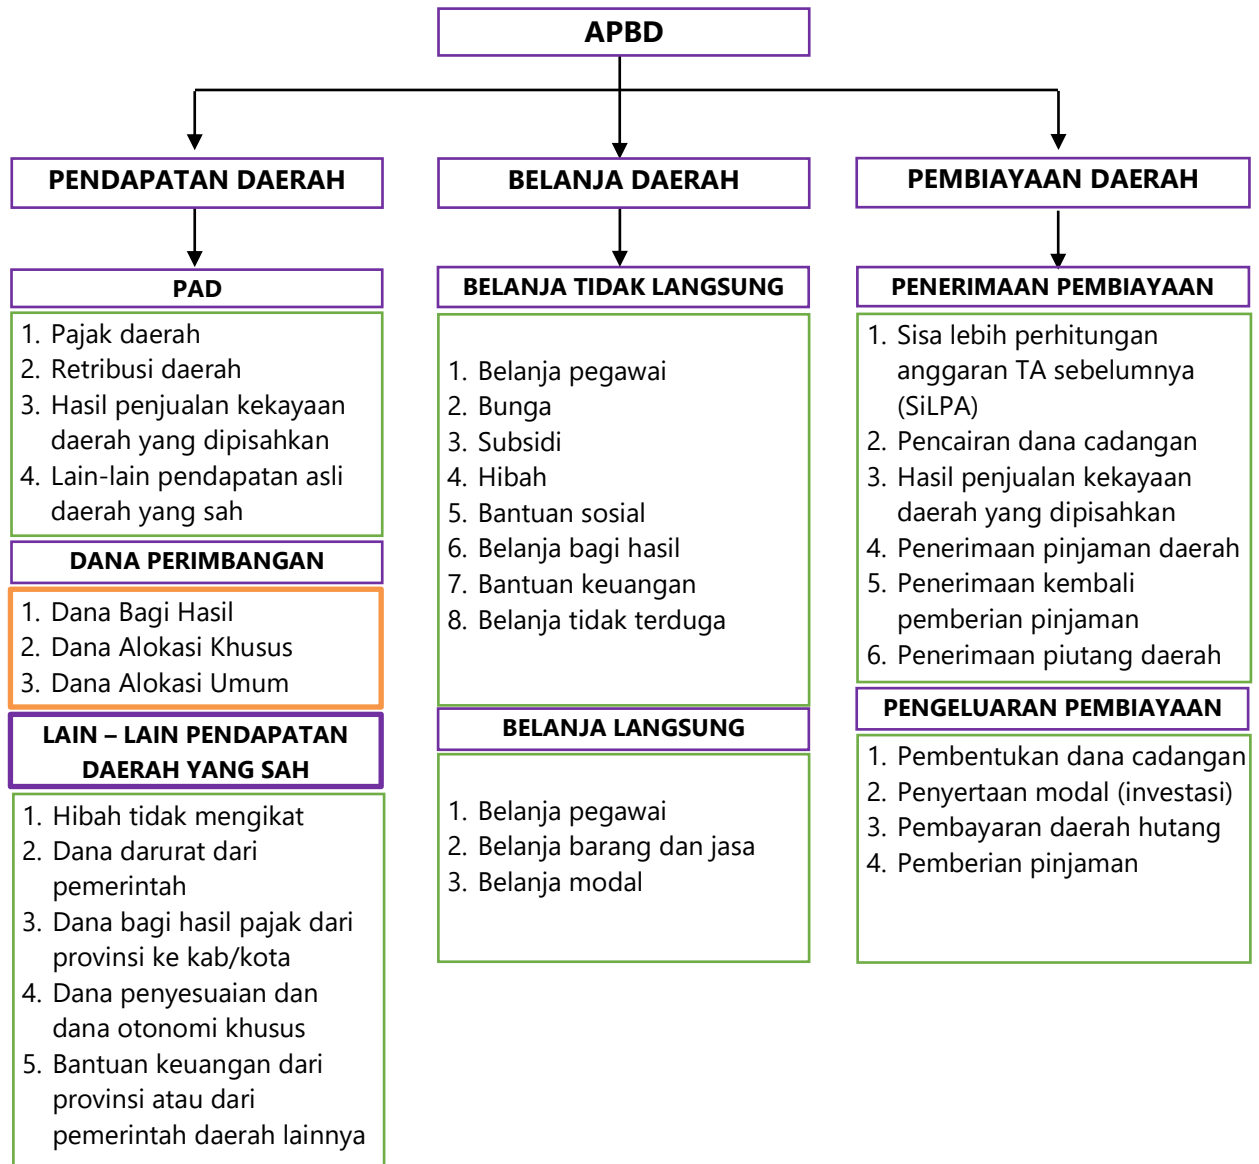 APBD
PENDAPATAN DAERAH
PAD
1. Pajak daerah
2. Retribusi daerah
3. Hasil penjualan kekayaan
daerah yang dipisahkan
4. Lain-lain pendapatan asli
daerah yang sah
DANA PERIMBANGAN
1. Dana Bagi Hasil
2. Dana Alokasi Khusus
3. Dana Alokasi Umum
LAIN – LAIN PENDAPATAN
DAERAH YANG SAH
1. Hibah tidak mengikat
2. Dana darurat dari
pemerintah
3. Dana bagi hasil pajak dari
provinsi ke kab/kota
4. Dana penyesuaian dan
dana otonomi khusus
5. Bantuan keuangan dari
provinsi atau dari
pemerintah daerah lainnya
BELANJA DAERAH
BELANJA TIDAK LANGSUNG
1. Belanja pegawai
2. Bunga
3. Subsidi
4. Hibah
5. Bantuan sosial
6. Belanja bagi hasil
7. Bantuan keuangan
8. Belanja tidak terduga
BELANJA LANGSUNG
1. Belanja pegawai
2. Belanja barang dan jasa
3. Belanja modal
PEMBIAYAAN DAERAH
PENERIMAAN PEMBIAYAAN
1. Sisa lebih perhitungan
anggaran TA sebelumnya
(SiLPA)
2. Pencairan dana cadangan
3. Hasil penjualan kekayaan
daerah yang dipisahkan
4. Penerimaan pinjaman daerah
5. Penerimaan kembali
pemberian pinjaman
6. Penerimaan piutang daerah
PENGELUARAN PEMBIAYAAN
1. Pembentukan dana cadangan
2. Penyertaan modal (investasi)
3. Pembayaran daerah hutang
4. Pemberian pinjaman